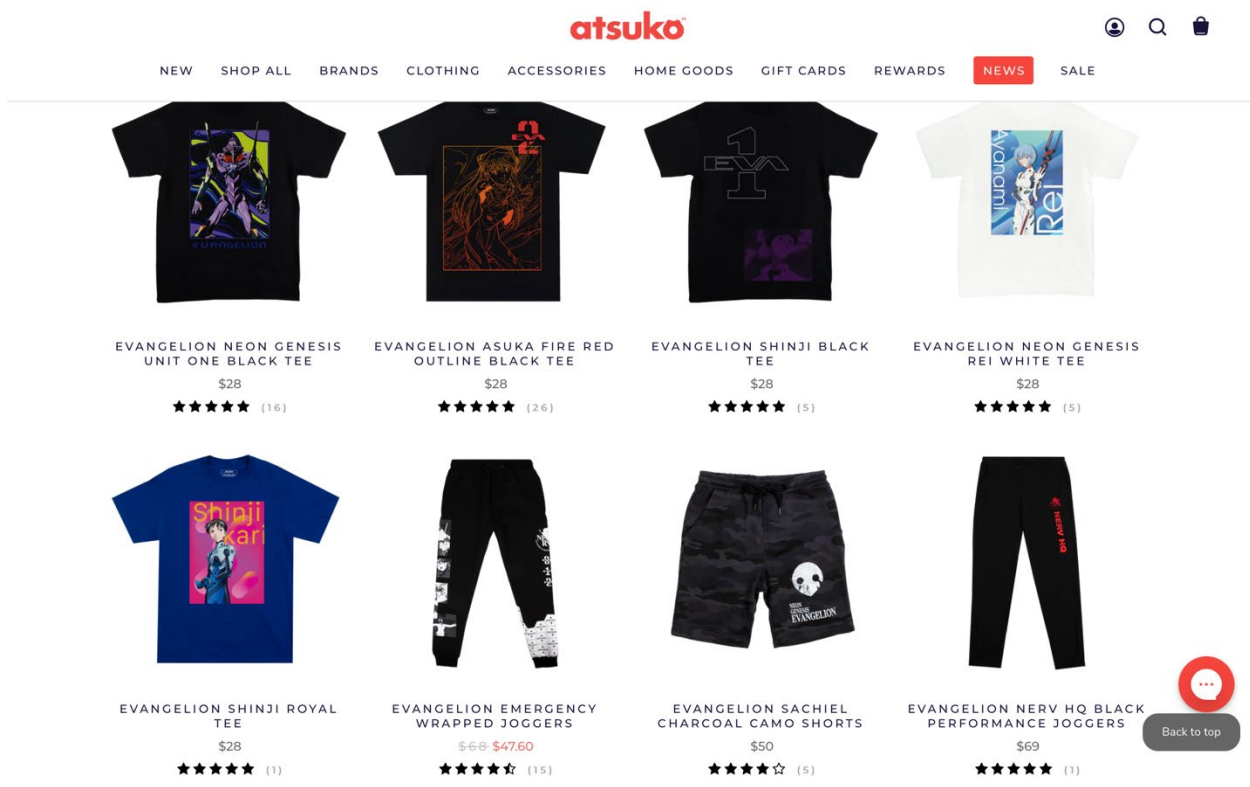 atsuko
NEW SHOP ALL BRANDS CLOTHING ACCESSORIES HOME GOODS GIFT CARDS REWARDS NEWS SALE
EVANGELION
EVA
EVA
Ayanami
Rei
EVANGELION NEON GENESIS
UNIT ONE BLACK TEE
$28
(16)
EVANGELION ASUKA FIRE RED
OUTLINE BLACK TEE
$28
(26)
EVANGELION SHINJI BLACK
TEE
$28
(5)
EVANGELION NEON GENESIS
REI WHITE TEE
$28
(5)
Shinji
kari
NEON
GENESIS
EVANGELION
NERV HQ
EVANGELION SHINJI ROYAL
TEE
$28
(1)
EVANGELION EMERGENCY
WRAPPED JOGGERS
$68 $47.60
(15)
EVANGELION SACHIEL
CHARCOAL CAMO SHORTS
$50
(5)
EVANGELION NERV HQ BLACK
PERFORMANCE JOGGERS
$69
(1)
Back to top